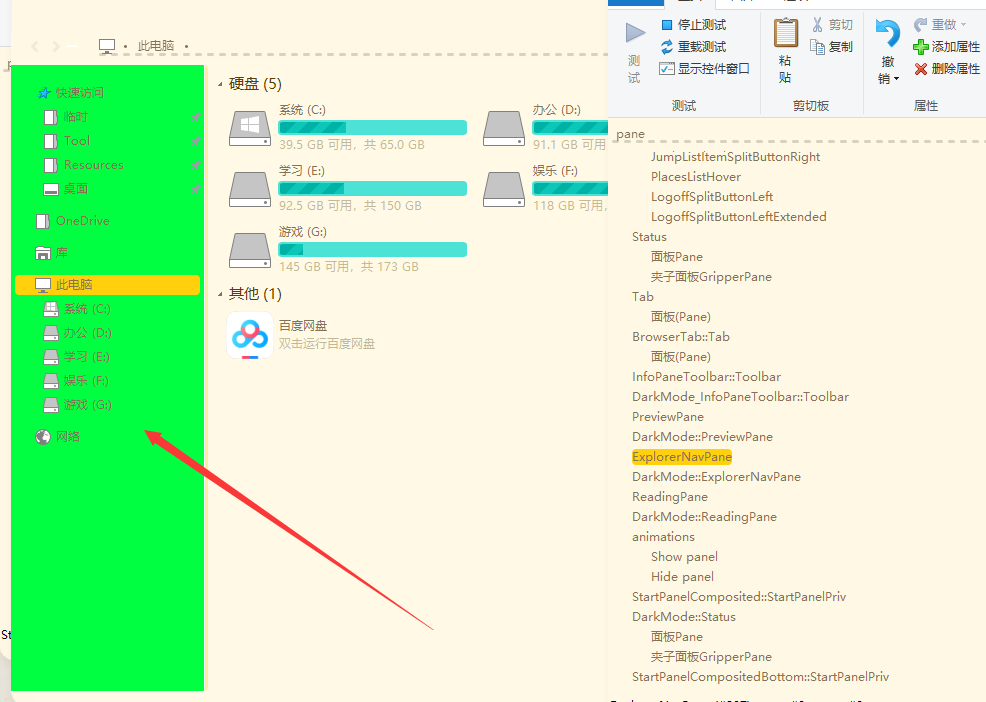 此电脑
快速访问
临时
Tool
Resources
桌面
OneDrive
库
此电脑
系统 (C:)
办公 (D:)
学习 (E:)
娱乐 (F:)
游戏 (G:)
网络
硬盘 (5)
系统 (C:)
39.5 GB 可用，共 65.0 GB
办公 (D:)
91.1 GB 可用
学习 (E:)
92.5 GB 可用，共 150 GB
娱乐 (F:)
118 GB 可用,
游戏 (G:)
145 GB 可用，共 173 GB
其他 (1)
百度网盘
双击运行百度网盘
测试
停止测试
重载测试
显示控件窗口
测试
粘贴
剪切
复制
剪切板
撤销
重做
添加属性
删除属性
属性
pane
JumpListItemSplitButtonRight
PlacesListHover
LogoffSplitButtonLeft
LogoffSplitButtonLeftExtended
Status
面板Pane
夹子面板GripperPane
Tab
面板(Pane)
BrowserTab::Tab
面板(Pane)
InfoPaneToolbar::Toolbar
DarkMode_InfoPaneToolbar::Toolbar
PreviewPane
DarkMode::PreviewPane
ExplorerNavPane
DarkMode::ExplorerNavPane
ReadingPane
DarkMode::ReadingPane
animations
Show panel
Hide panel
StartPanelComposited::StartPanelPriv
DarkMode::Status
面板Pane
夹子面板GripperPane
StartPanelCompositedBottom::StartPanelPriv
St